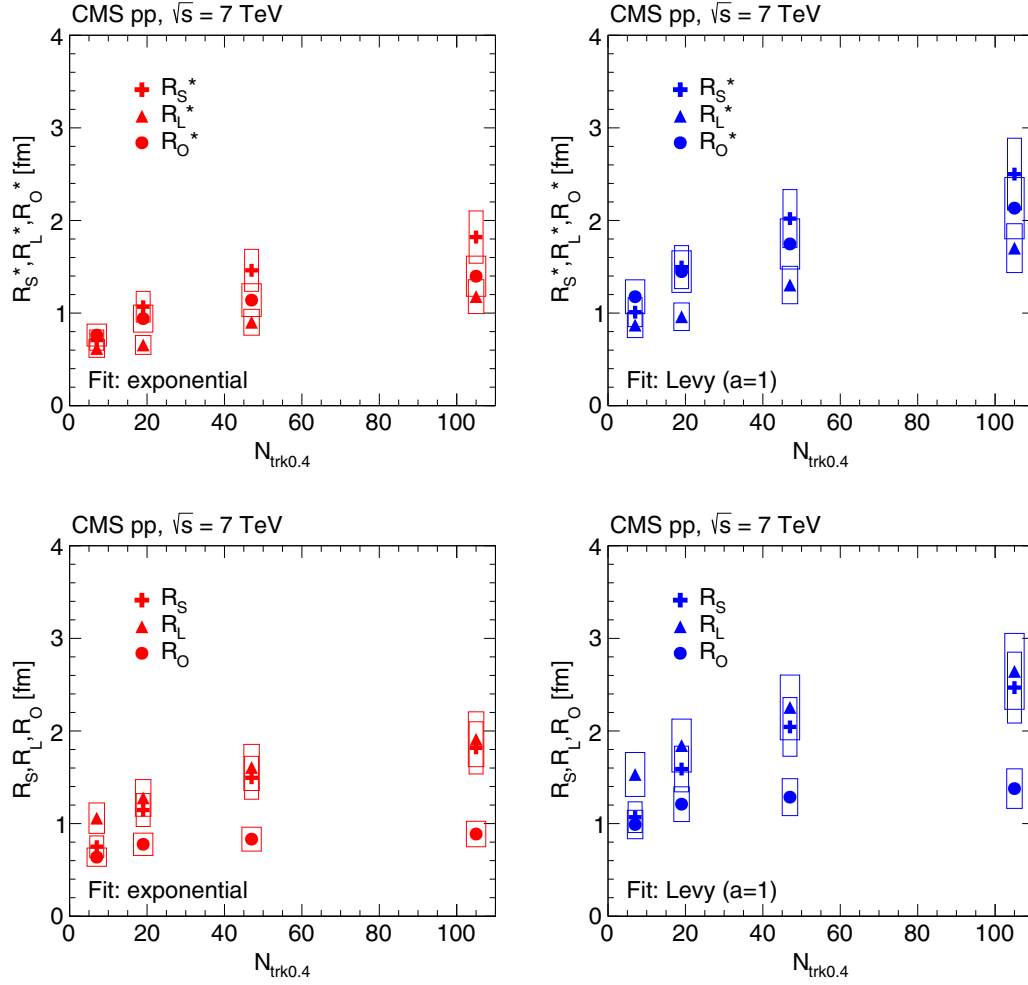 CMS pp, √s = 7 TeV
R_S*, R_L*, R_O* [fm]
4
3
2
1
0
R_S*
R_L*
R_O*
Fit: exponential
0 20 40 60 80 100
N_trk0.4
CMS pp, √s = 7 TeV
R_S*, R_L*, R_O* [fm]
4
3
2
1
0
R_S*
R_L*
R_O*
Fit: Levy (a=1)
0 20 40 60 80 100
N_trk0.4
CMS pp, √s = 7 TeV
R_S, R_L, R_O [fm]
4
3
2
1
0
R_S
R_L
R_O
Fit: exponential
0 20 40 60 80 100
N_trk0.4
CMS pp, √s = 7 TeV
R_S, R_L, R_O [fm]
4
3
2
1
0
R_S
R_L
R_O
Fit: Levy (a=1)
0 20 40 60 80 100
N_trk0.4